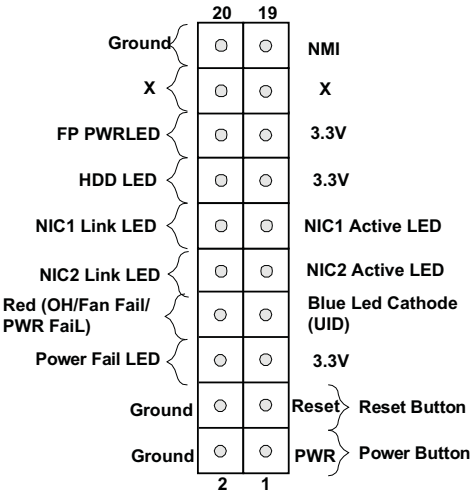 20 19
Ground NMI
X X
FP PWRLED 3.3V
HDD LED 3.3V
NIC1 Link LED NIC1 Active LED
NIC2 Link LED NIC2 Active LED
Red (OH/Fan Fail/ Blue Led Cathode
PWR FaiL) (UID)
Power Fail LED 3.3V
Ground Reset Reset Button
Ground PWR Power Button
2 1